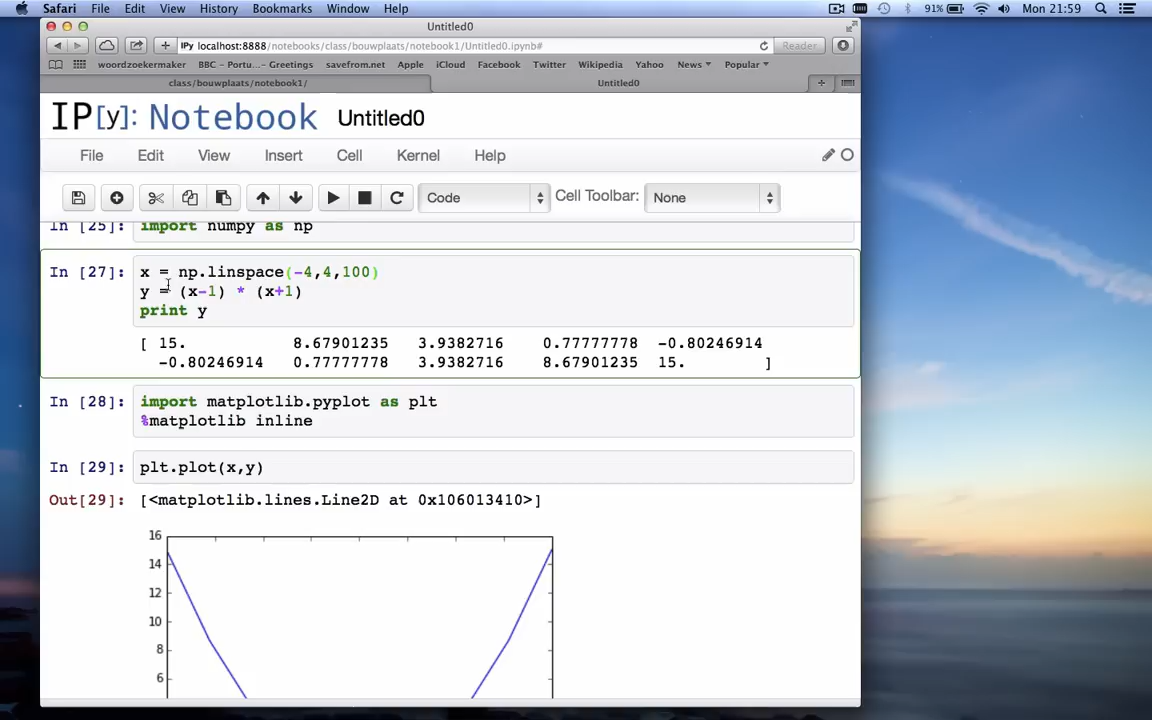 Safari File Edit View History Bookmarks Window Help 91% Mon 21:59
Untitled0
IPy localhost:8888/notebooks/class/bouwplaats/notebook1/Untitled0.ipynb# Reader
woordzoekermaker BBC – Portu...– Greetings savefrom.net Apple iCloud Facebook Twitter Wikipedia Yahoo News Popular
class/bouwplaats/notebook1/ Untitled0
IP[y]: Notebook Untitled0
File Edit View Insert Cell Kernel Help
Code Cell Toolbar: None
In [25]: import numpy as np
In [27]: x = np.linspace(-4,4,100)
y = (x-1) * (x+1)
print y
[ 15. 8.67901235 3.9382716 0.77777778 -0.80246914
-0.80246914 0.77777778 3.9382716 8.67901235 15. ]
In [28]: import matplotlib.pyplot as plt
%matplotlib inline
In [29]: plt.plot(x,y)
Out[29]: [<matplotlib.lines.Line2D at 0x106013410>]
16
14
12
10
8
6